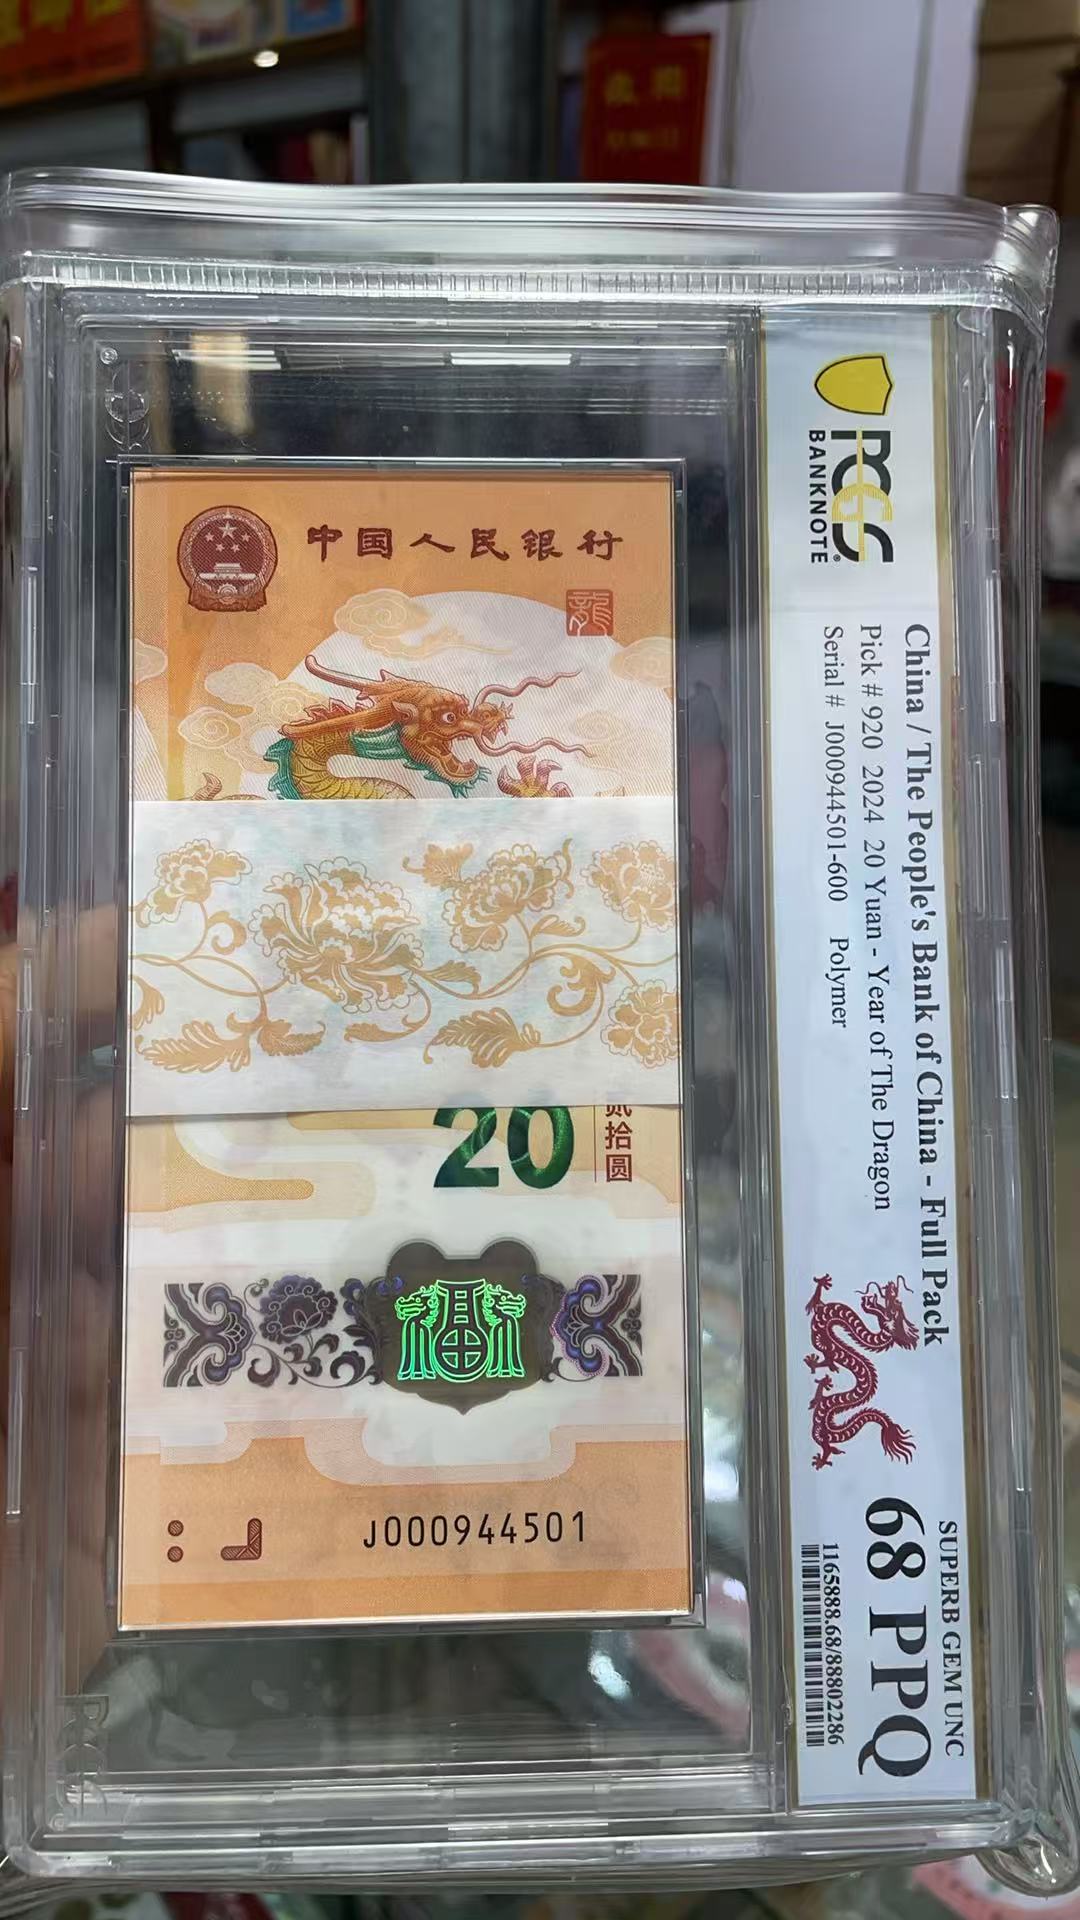 中国人民银行
龍
20
贰拾圆
J000944501
PCGS
BANKNOTE
China / The People's Bank of China - Full Pack
Pick # 920 2024 20 Yuan - Year of The Dragon
Serial # J000944501-600 Polymer
SUPERB GEM UNC
68 PPQ
1165888.68/88802286